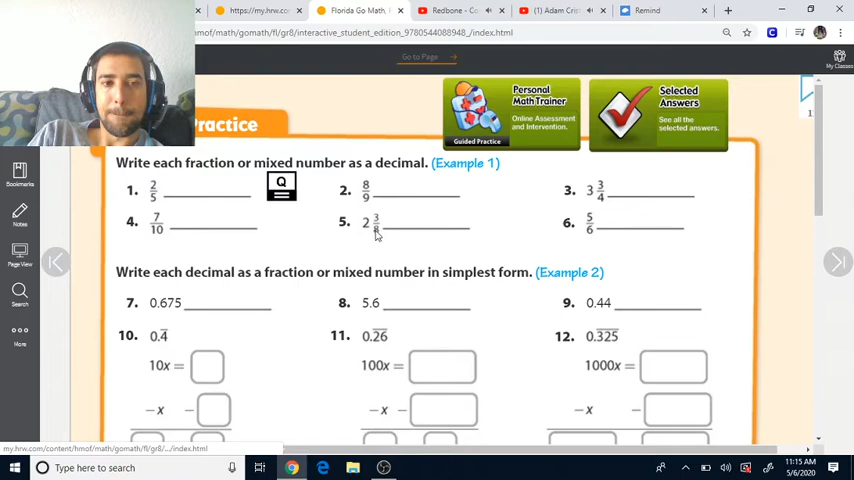 https://my.hrw.con
Florida Go Math,
Redbone - Co
(1) Adam Cris
Remind
hmof/math/gomath/fl/gr8/interactive_student_edition_9780544088948_/index.html
Go to Page
My Classes
Personal
Math Trainer
Online Assessment
and Intervention.
Guided Practice
Selected
Answers
See all the
selected answers.
Practice
Write each fraction or mixed number as a decimal. (Example 1)
1. 2/5
Q
2. 8/9
3. 3 3/4
4. 7/10
5. 2 3/8
6. 5/6
Write each decimal as a fraction or mixed number in simplest form. (Example 2)
7. 0.675
8. 5.6
9. 0.44
10. 0.4̅
11. 0.2̅6̅
12. 0.3̅2̅5̅
10x =
100x =
1000x =
−x −
−x −
−x −
Bookmarks
Notes
Page View
Search
More
my.hrw.com/content/hmof/math/gomath/fl/gr8/.../index.html
Type here to search
11:15 AM
5/6/2020